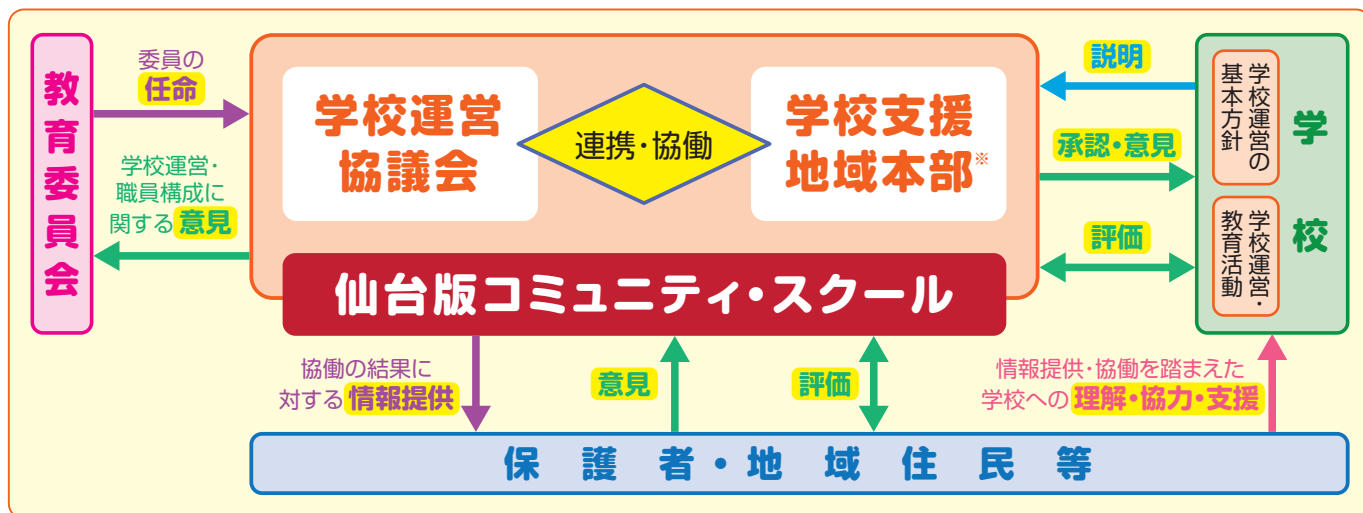 教育委員会
委員の
任命
学校運営・
職員構成に
関する意見
学校運営
協議会
連携・協働
学校支援
地域本部※
仙台版コミュニティ・スクール
説明
承認・意見
評価
学校運営の
基本方針
学校運営・
教育活動
学校
協働の結果に
対する情報提供
意見
評価
情報提供・協働を踏まえた
学校への理解・協力・支援
保護者・地域住民等